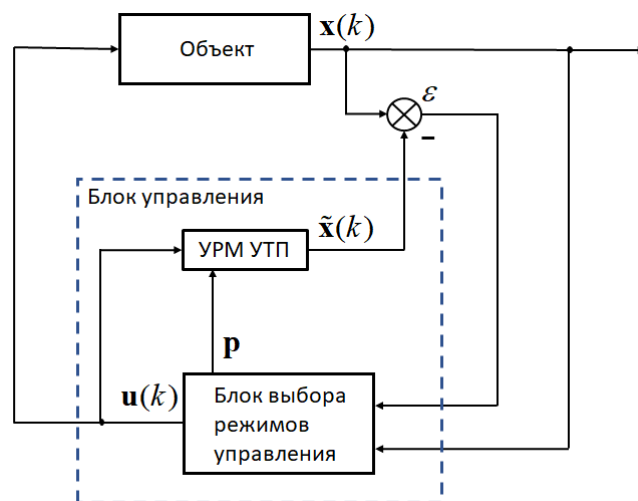 x(k)
Объект
ε
–
Блок управления
x̃(k)
УРМ УТП
p
u(k)
Блок выбора
режимов
управления